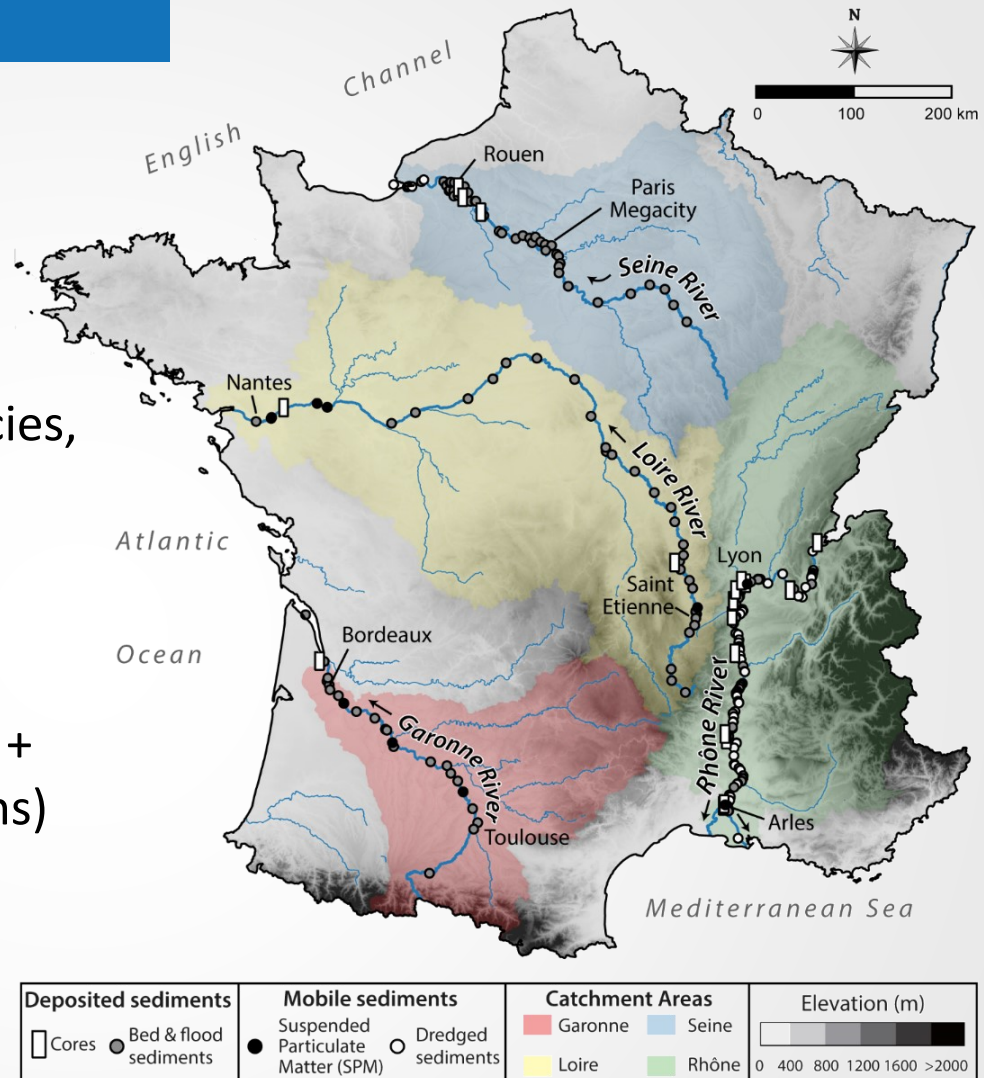 N
0 100 200 km
English Channel
Rouen
Paris
Megacity
Seine River
Nantes
cies,
Loire River
Atlantic
Lyon
Saint
Etienne
Ocean
Bordeaux
Rhône River
+
Garonne River
ns)
Arles
Toulouse
Mediterranean Sea
Deposited sediments
Cores
Bed & flood
sediments
Mobile sediments
Suspended
Particulate
Matter (SPM)
Dredged
sediments
Catchment Areas
Garonne
Seine
Loire
Rhône
Elevation (m)
0 400 800 1200 1600 >2000